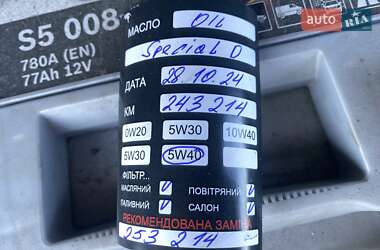 auto RIA
S5 008
780A (EN)
77Ah 12V
МАСЛО OIL
Special D
ДАТА 28.10.24
КМ 243 214
0W20 5W30 10W40
5W30 5W40
ФІЛЬТР...
МАСЛЯНИЙ V ПОВІТРЯНИЙ V
ПАЛИВНИЙ V САЛОН V
РЕКОМЕНДОВАНА ЗАМІНА
253 214